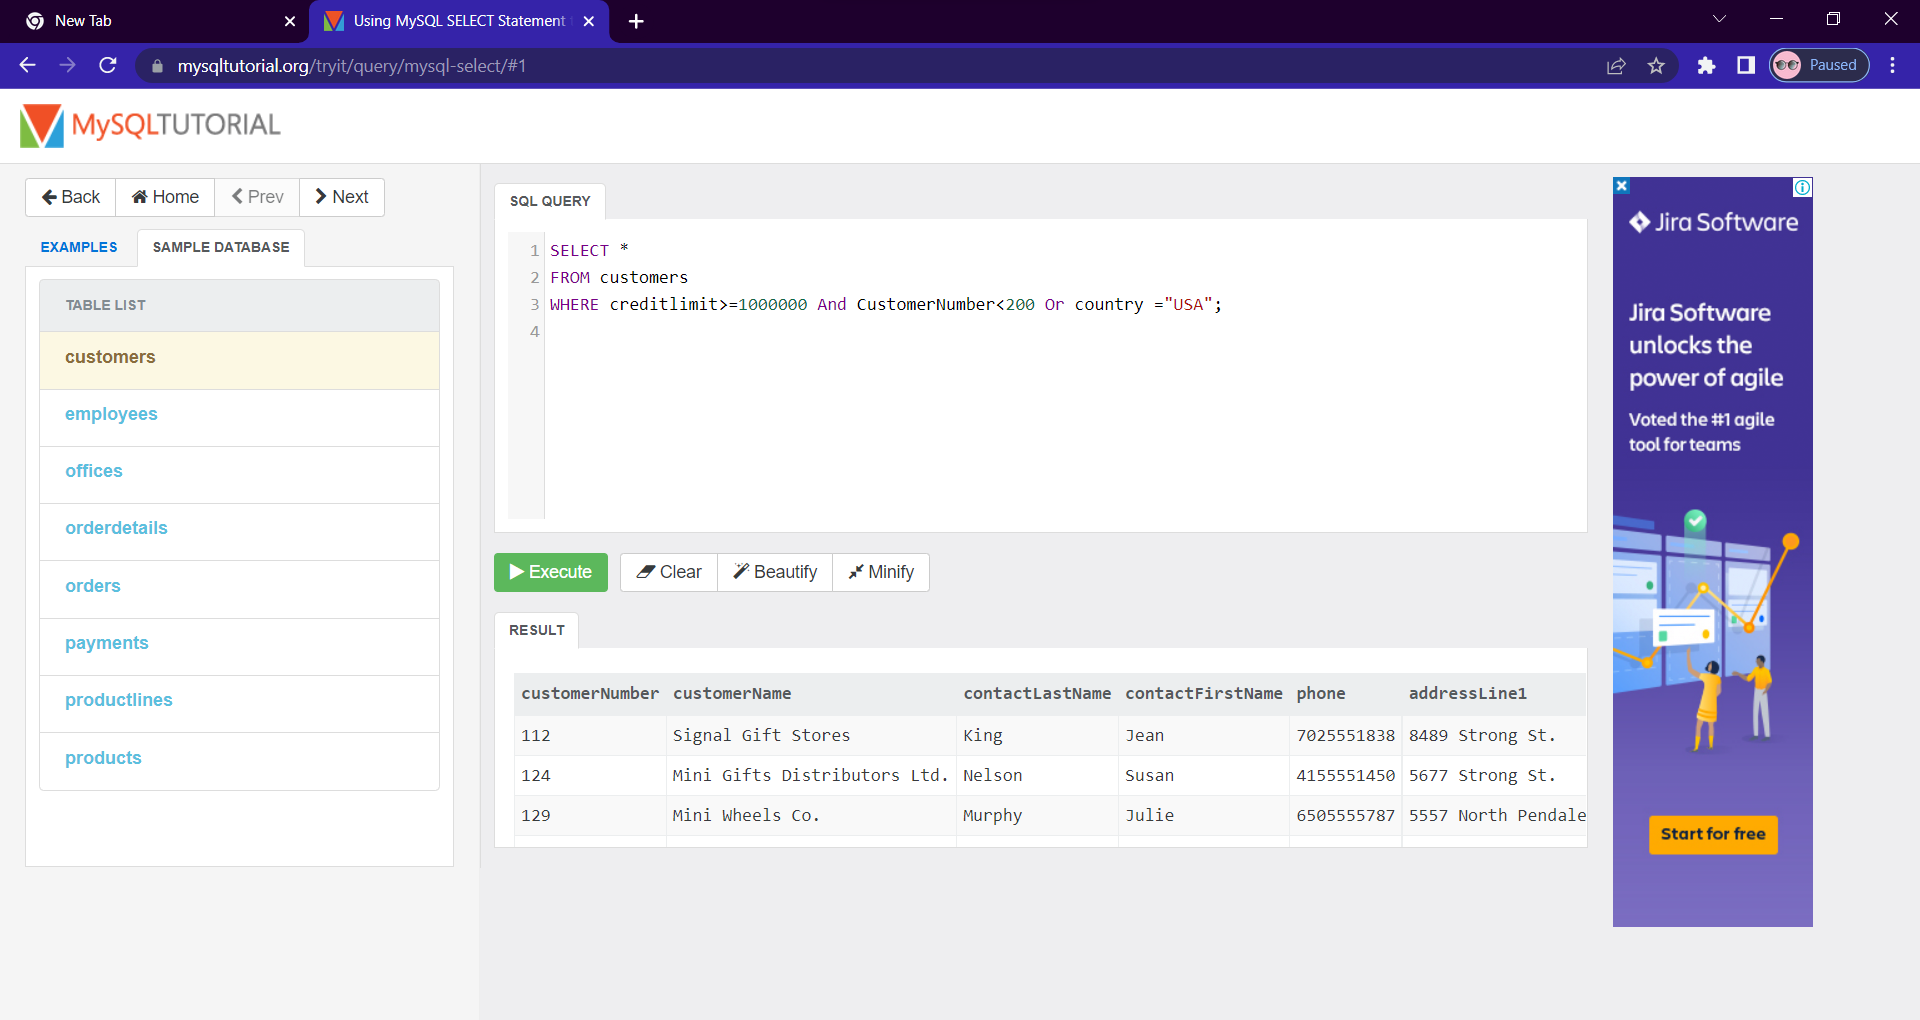 New Tab
Using MySQL SELECT Statement
mysqltutorial.org/tryit/query/mysql-select/#1
Paused
MySQLTUTORIAL
Back
Home
Prev
Next
EXAMPLES
SAMPLE DATABASE
TABLE LIST
customers
employees
offices
orderdetails
orders
payments
productlines
products
SQL QUERY
1 SELECT *
2 FROM customers
3 WHERE creditlimit>=1000000 And CustomerNumber<200 Or country ="USA";
4
Execute
Clear
Beautify
Minify
RESULT
customerNumber customerName contactLastName contactFirstName phone addressLine1
112 Signal Gift Stores King Jean 7025551838 8489 Strong St.
124 Mini Gifts Distributors Ltd. Nelson Susan 4155551450 5677 Strong St.
129 Mini Wheels Co. Murphy Julie 6505555787 5557 North Pendale
Jira Software
Jira Software
unlocks the
power of agile
Voted the #1 agile
tool for teams
Start for free